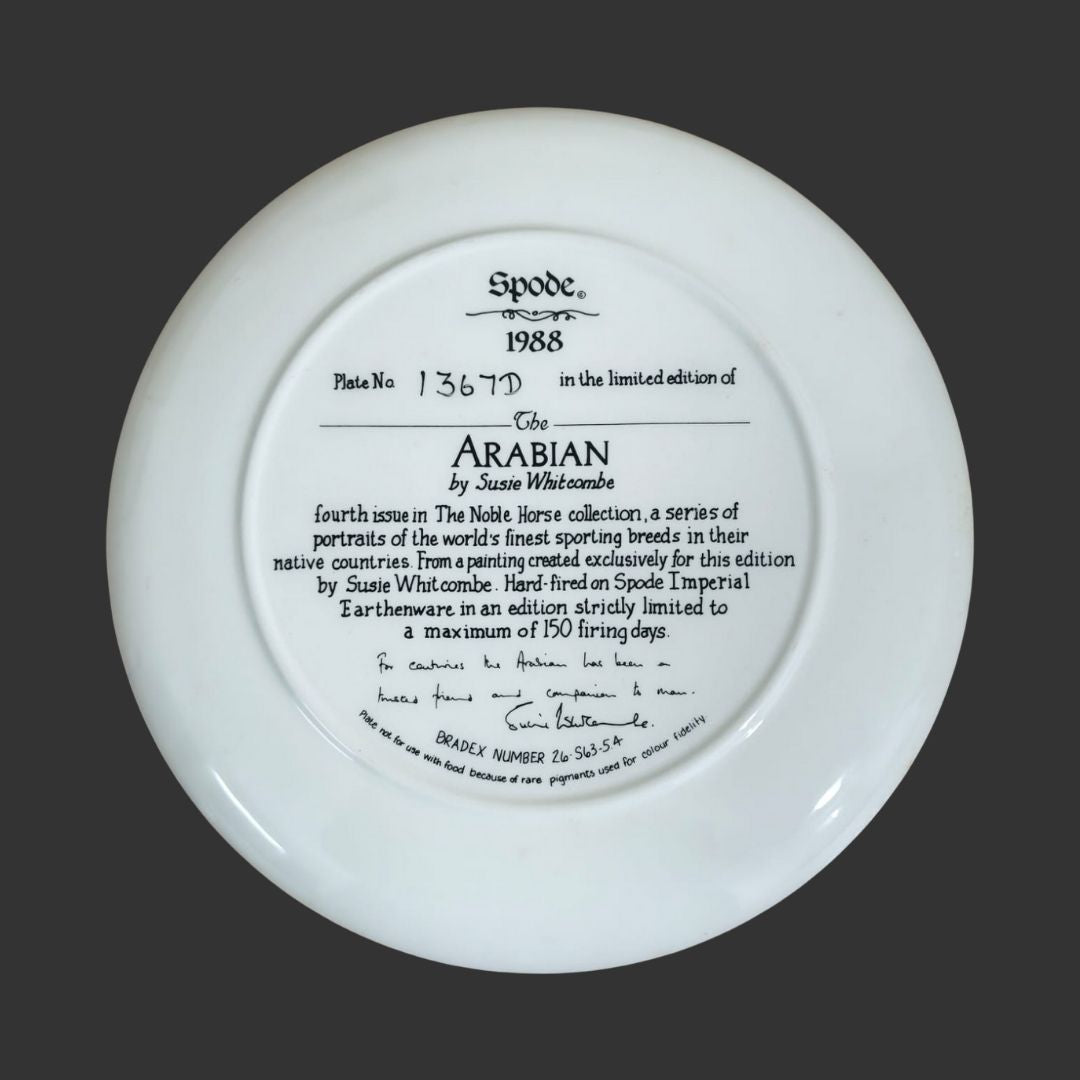 Spode©
1988
Plate No 1367D in the limited edition of
The
ARABIAN
by Susie Whitcombe
fourth issue in The Noble Horse collection, a series of
portraits of the world's finest sporting breeds in their
native countries. From a painting created exclusively for this edition
by Susie Whitcombe. Hard-fired on Spode Imperial
Earthenware in an edition strictly limited to
a maximum of 150 firing days.
For centuries the Arabian has been a
trusted friend and companion to man.
Susie Whitcombe.
BRADEX NUMBER 26-S63-5.4
Plate not for use with food because of rare pigments used for colour fidelity.